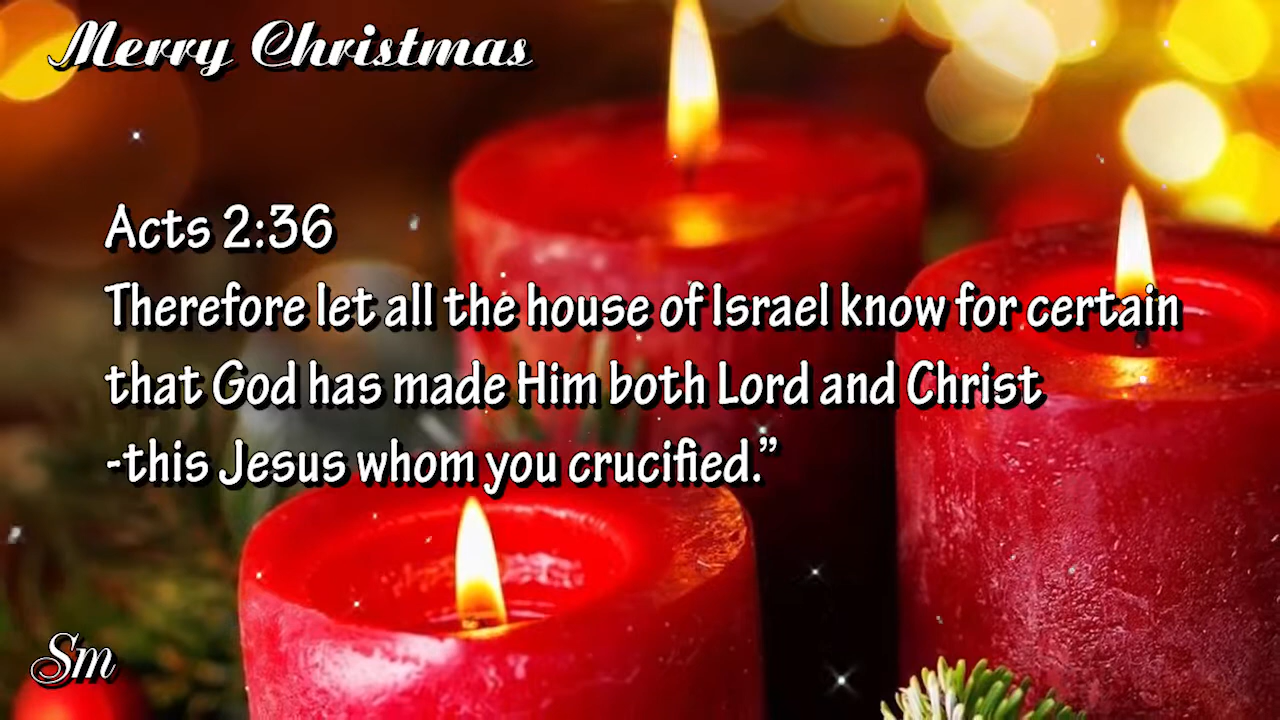 Merry Christmas
Acts 2:36
Therefore let all the house of Israel know for certain
that God has made Him both Lord and Christ
-this Jesus whom you crucified.”
Sm